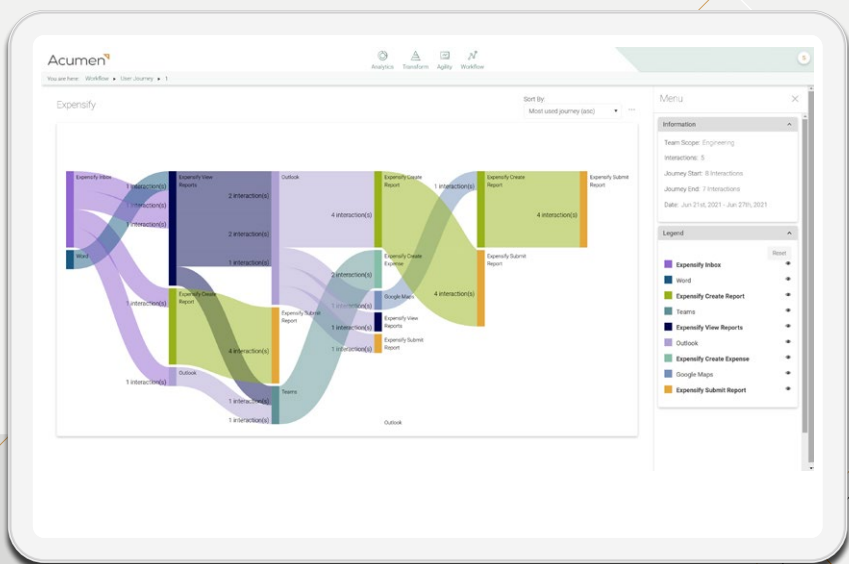 Acumen
Analytics Transform Agility Workflow
S
You are here: Workflow ▸ User Journey ▸ 1
Expensify
Sort By:
Most used journey (asc)
Menu
Information
Team Scope: Engineering
Interactions: 5
Journey Start: 8 Interactions
Journey End: 7 Interactions
Date: Jun 21st, 2021 - Jun 27th, 2021
Legend
Reset
Expensify Inbox
Word
Expensify Create Report
Teams
Expensify View Reports
Outlook
Expensify Create Expense
Google Maps
Expensify Submit Report
Expensify Inbox
Word
1 interaction(s)
1 interaction(s)
1 interaction(s)
1 interaction(s)
1 interaction(s)
Expensify View
Reports
Expensify Create
Report
Outlook
2 interaction(s)
2 interaction(s)
1 interaction(s)
4 interaction(s)
1 interaction(s)
1 interaction(s)
Outlook
Expensify Submit
Report
Teams
4 interaction(s)
2 interaction(s)
1 interaction(s)
1 interaction(s)
1 interaction(s)
Expensify Create
Report
Expensify Create
Expense
Google Maps
Expensify View
Reports
Expensify Submit
Report
Outlook
1 interaction(s)
4 interaction(s)
Expensify Create
Report
Expensify Submit
Report
4 interaction(s)
Expensify Submit
Report